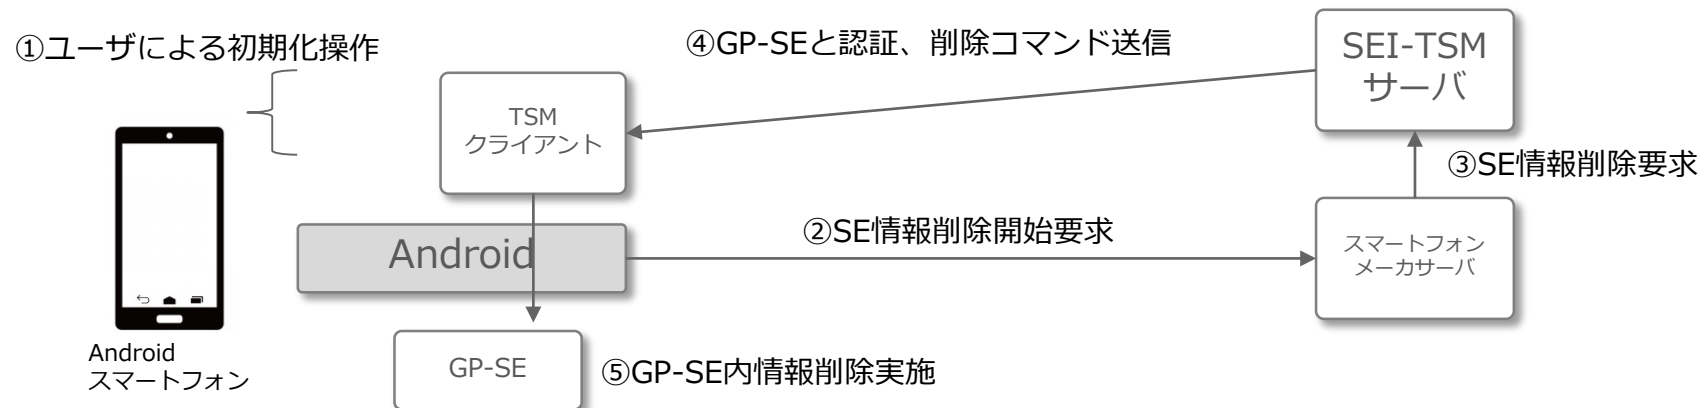 ①ユーザによる初期化操作
④GP-SEと認証、削除コマンド送信
SEI-TSM
サーバ
TSM
クライアント
③SE情報削除要求
②SE情報削除開始要求
Android
スマートフォン
メーカサーバ
Android
スマートフォン
GP-SE
⑤GP-SE内情報削除実施